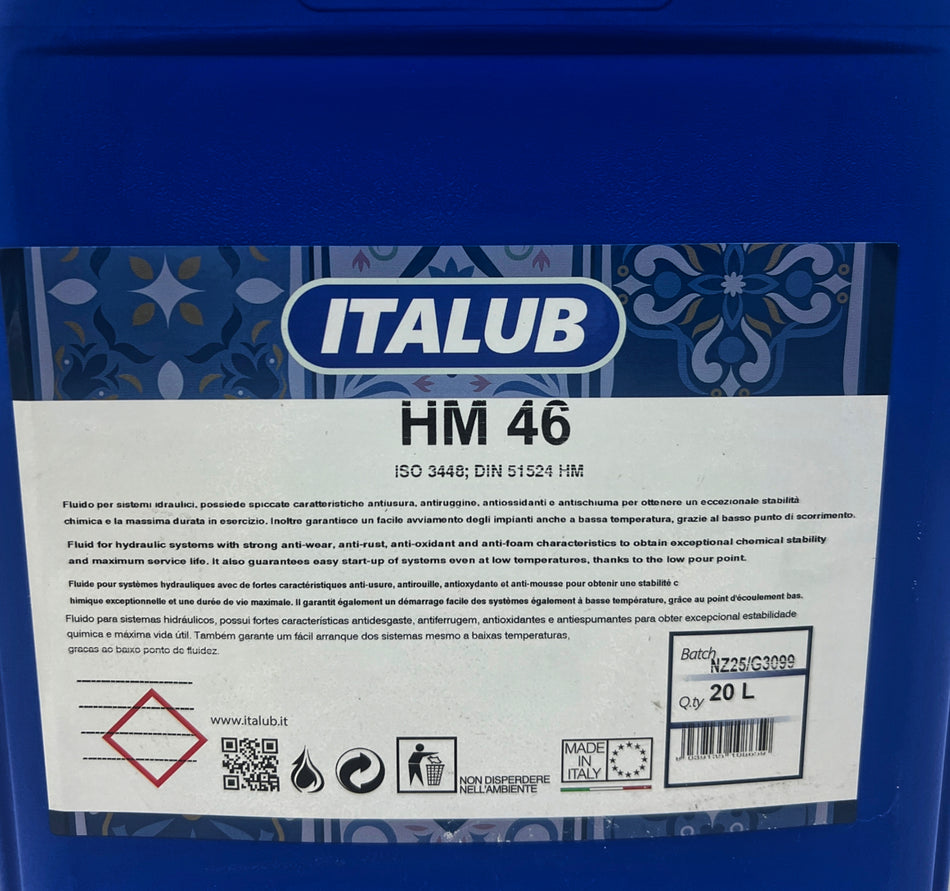 ITALUB
HM 46
ISO 3448; DIN 51524 HM
Fluido per sistemi idraulici, possiede spiccate caratteristiche antiusura, antiruggine, antiossidanti e antischiuma per ottenere un eccezionale stabilità
chimica e la massima durata in esercizio. Inoltre garantisce un facile avviamento degli impianti anche a bassa temperatura, grazie al basso punto di scorrimento.
Fluid for hydraulic systems with strong anti-wear, anti-rust, anti-oxidant and anti-foam characteristics to obtain exceptional chemical stability
and maximum service life. It also guarantees easy start-up of systems even at low temperatures, thanks to the low pour point.
Fluide pour systèmes hydrauliques avec de fortes caractéristiques anti-usure, antirouille, antioxydante et anti-mousse pour obtenir une stabilité c
himique exceptionnelle et une durée de vie maximale. Il garantit également un démarrage facile des systèmes également à basse température, grâce au point d'écoulement bas.
Fluido para sistemas hidráulicos, possui fortes características antidesgaste, antiferrugem, antioxidantes e antiespumantes para obter excepcional estabilidade
química e máxima vida útil. Também garante um fácil arranque dos sistemas mesmo a baixas temperaturas,
gracas ao baixo ponto de fluidez.
Batch NZ25/G3099
Q.ty 20 L
www.italub.it
NON DISPERDERE
NELL'AMBIENTE
MADE
IN
ITALY